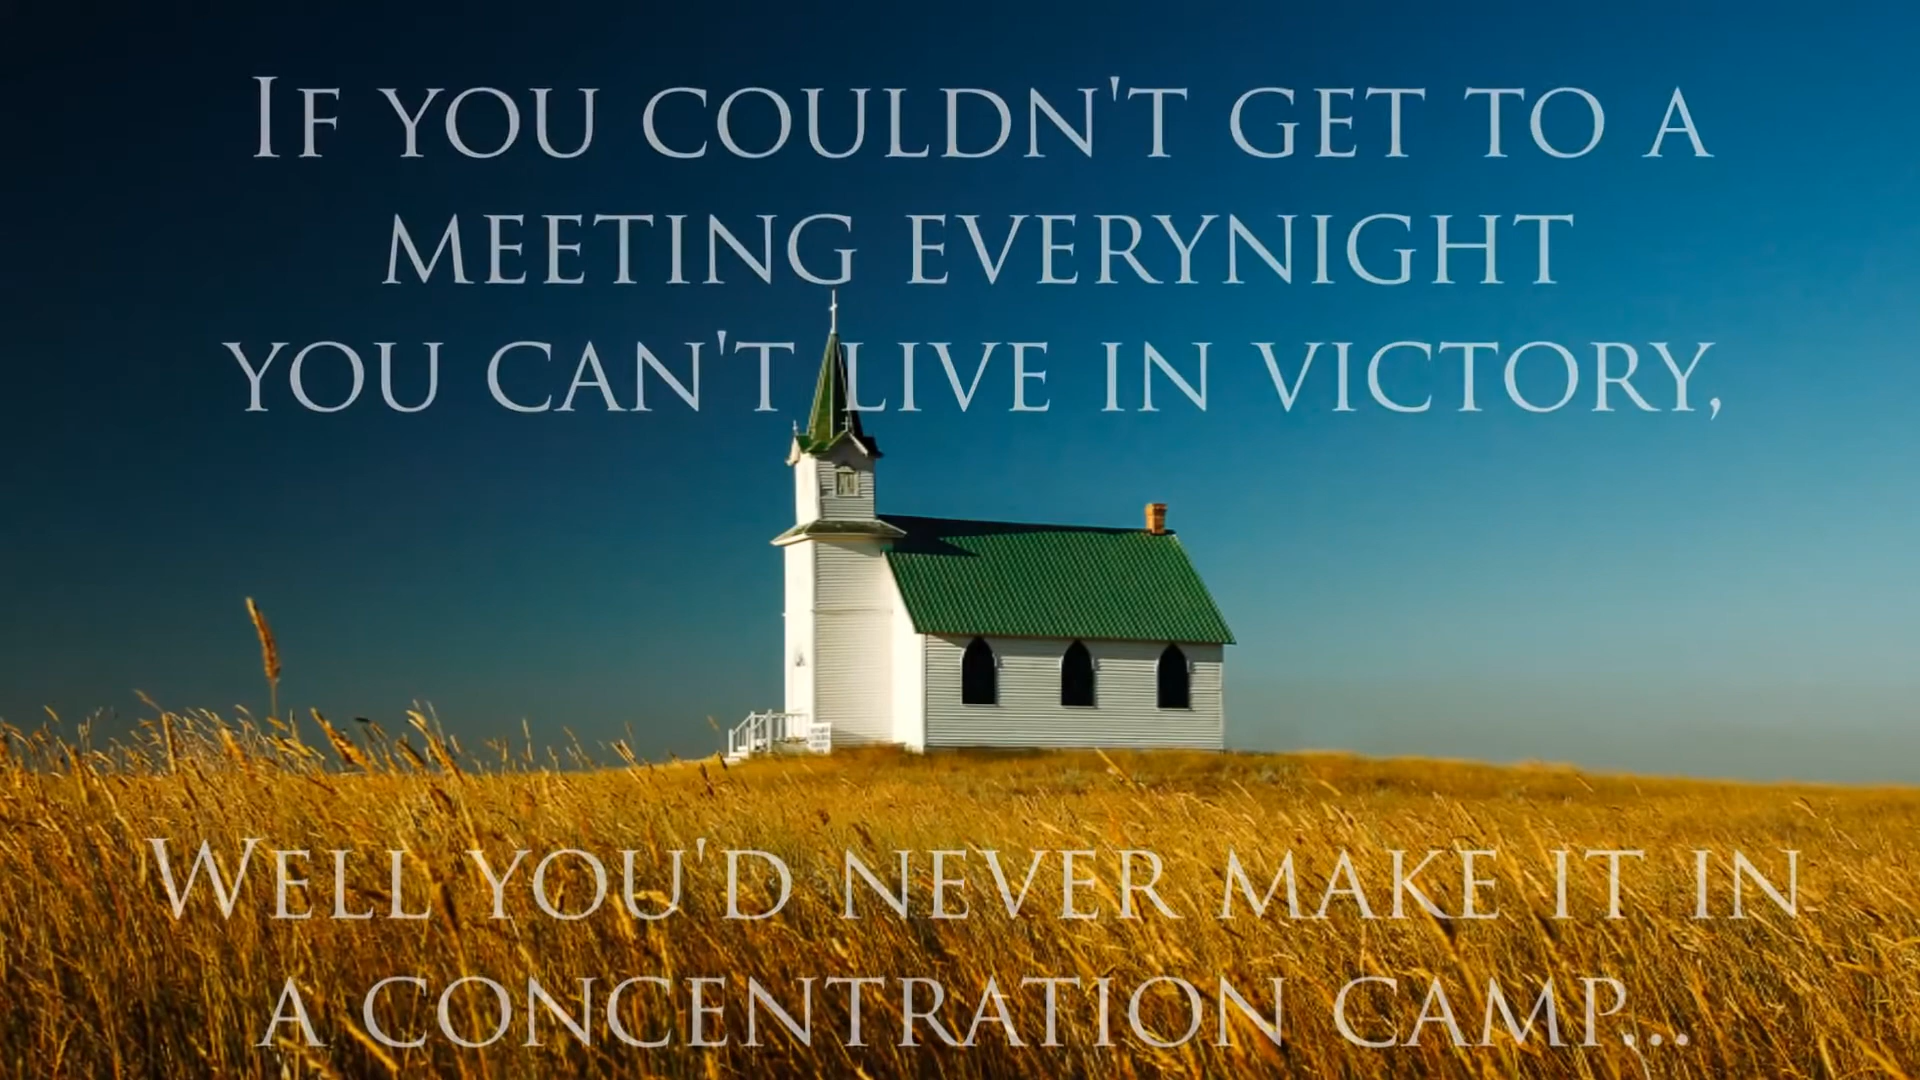 If you couldn't get to a
meeting everynight
you can't live in victory,
Well you'd never make it in
a concentration camp...